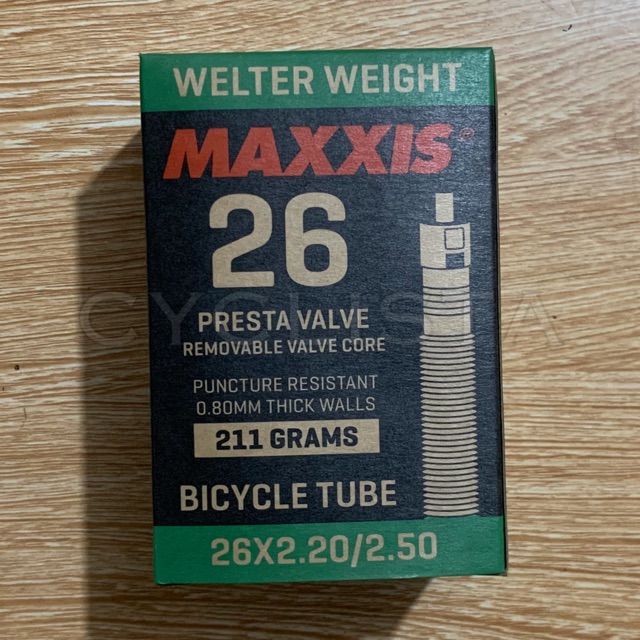 WELTER WEIGHT
MAXXIS®
26
PRESTA VALVE
REMOVABLE VALVE CORE
PUNCTURE RESISTANT
0.80MM THICK WALLS
211 GRAMS
BICYCLE TUBE
26X2.20/2.50
CYCLISTA